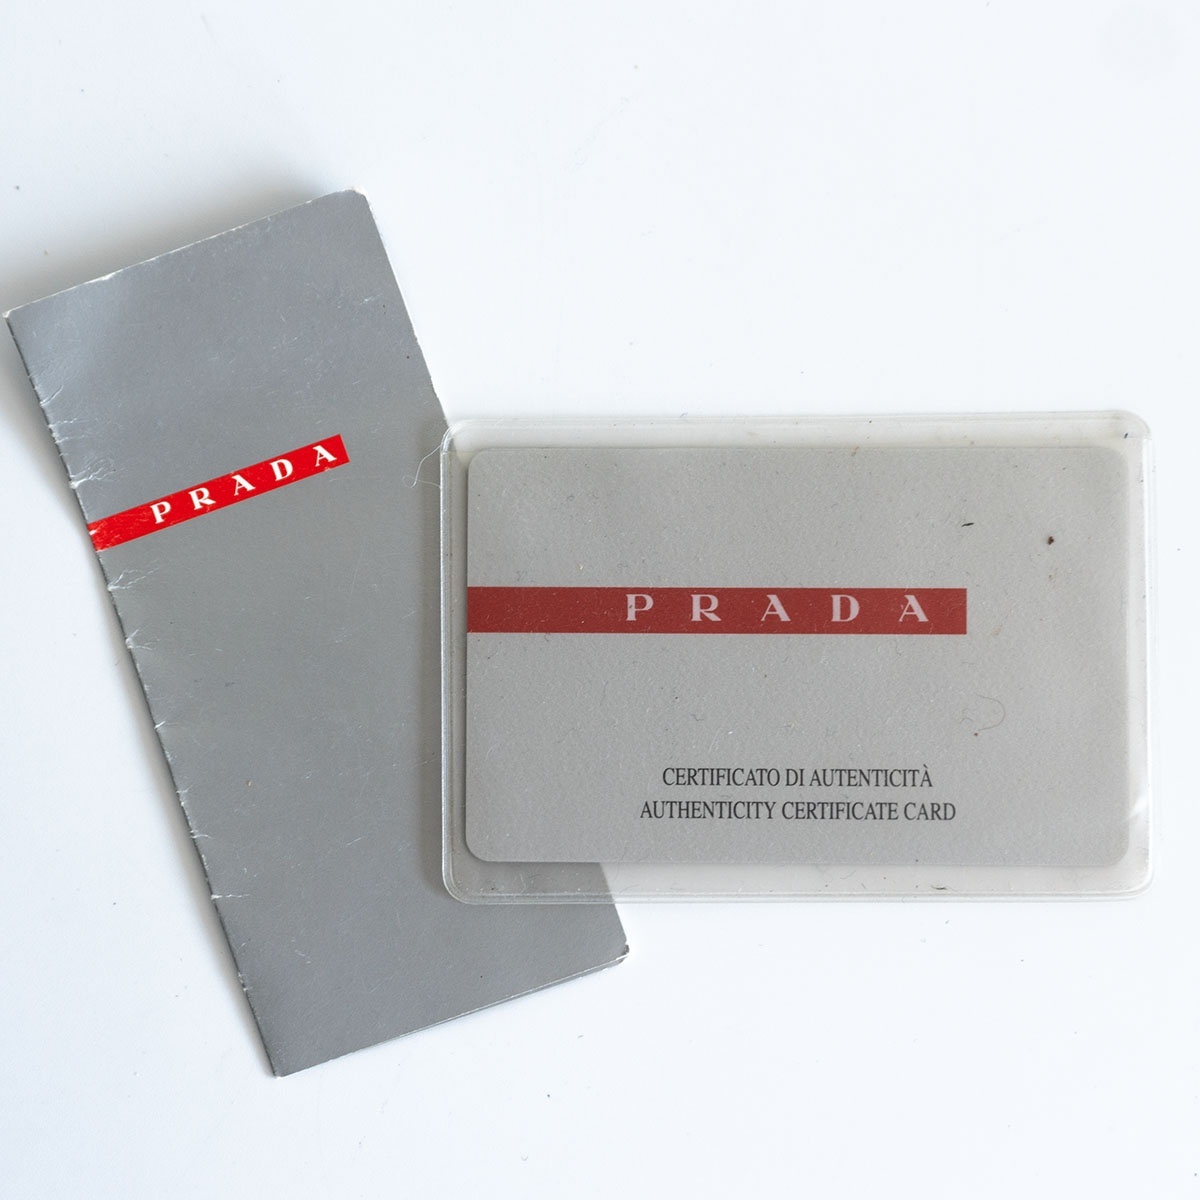 PRADA
PRADA
CERTIFICATO DI AUTENTICITÀ
AUTHENTICITY CERTIFICATE CARD